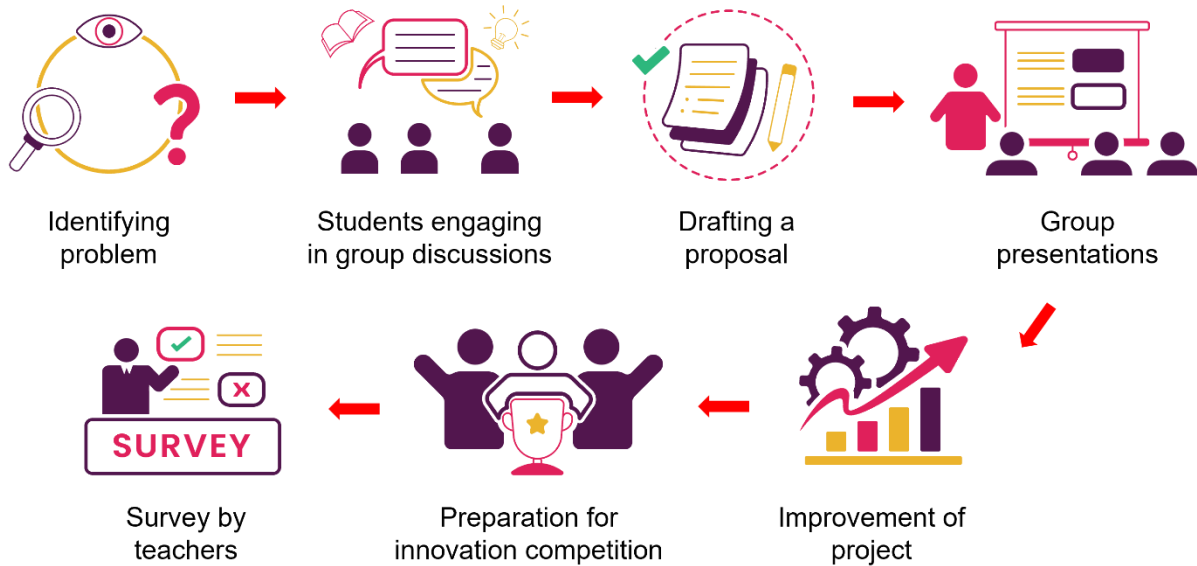 Identifying
problem
Students engaging
in group discussions
Drafting a
proposal
Group
presentations
SURVEY
Survey by
teachers
Preparation for
innovation competition
Improvement of
project